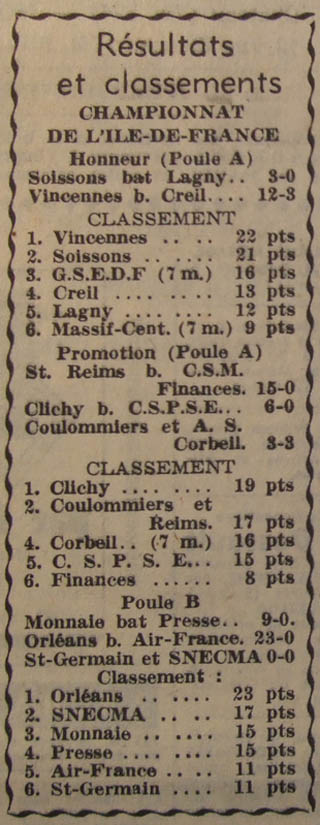 Résultats
et classements
CHAMPIONNAT
DE L'ILE-DE-FRANCE
Honneur (Poule A)
Soissons bat Lagny.. 3-0
Vincennes b. Creil.... 12-3
CLASSEMENT
1. Vincennes .. .. 22 pts
2. Soissons .. .... 21 pts
3. G.S.E.D.F (7 m.) 16 pts
4. Creil .... .... 13 pts
5. Lagny .... .... 12 pts
6. Massif-Cent. (7 m.) 9 pts
Promotion (Poule A)
St. Reims b. C.S.M.
Finances. 15-0
Clichy b. C.S.P.S.E... 6-0
Coulommiers et A. S.
Corbeil. 3-3
CLASSEMENT
1. Clichy .... .... 19 pts
2. Coulommiers et
Reims. 17 pts
4. Corbeil.. (7 m.) 16 pts
5. C. S. P. S. E... 15 pts
6. Finances ...... 8 pts
Poule B
Monnaie bat Presse.. 9-0.
Orléans b. Air-France. 23-0
St-Germain et SNECMA 0-0
Classement :
1. Orléans .. .... 23 pts
2. SNECMA .. .. 17 pts
3. Monnaie .. .... 15 pts
4. Presse .... .... 15 pts
5. Air-France .. .. 11 pts
6. St-Germain .... 11 pts